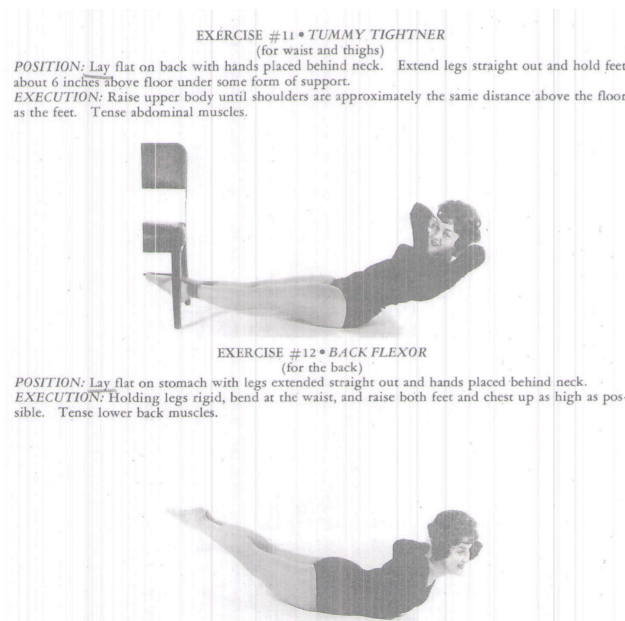 EXERCISE #11 • TUMMY TIGHTNER
(for waist and thighs)
POSITION: Lay flat on back with hands placed behind neck. Extend legs straight out and hold feet
about 6 inches above floor under some form of support.
EXECUTION: Raise upper body until shoulders are approximately the same distance above the floor
as the feet. Tense abdominal muscles.
EXERCISE #12 • BACK FLEXOR
(for the back)
POSITION: Lay flat on stomach with legs extended straight out and hands placed behind neck.
EXECUTION: Holding legs rigid, bend at the waist, and raise both feet and chest up as high as pos-
sible. Tense lower back muscles.